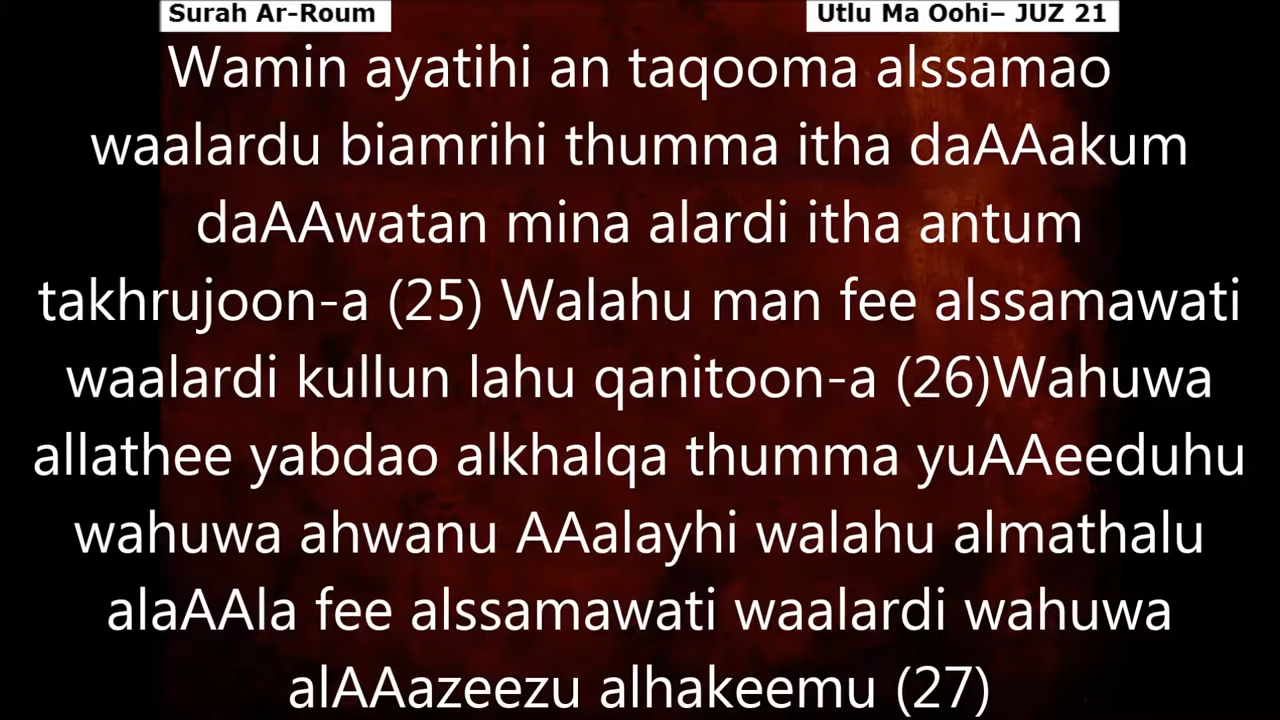 Surah Ar-Roum
Utlu Ma Oohi– JUZ 21
Wamin ayatihi an taqooma alssamao
waalardu biamrihi thumma itha daAAakum
daAAwatan mina alardi itha antum
takhrujoon-a (25) Walahu man fee alssamawati
waalardi kullun lahu qanitoon-a (26)Wahuwa
allathee yabdao alkhalqa thumma yuAAeeduhu
wahuwa ahwanu AAalayhi walahu almathalu
alaAAla fee alssamawati waalardi wahuwa
alAAazeezu alhakeemu (27)